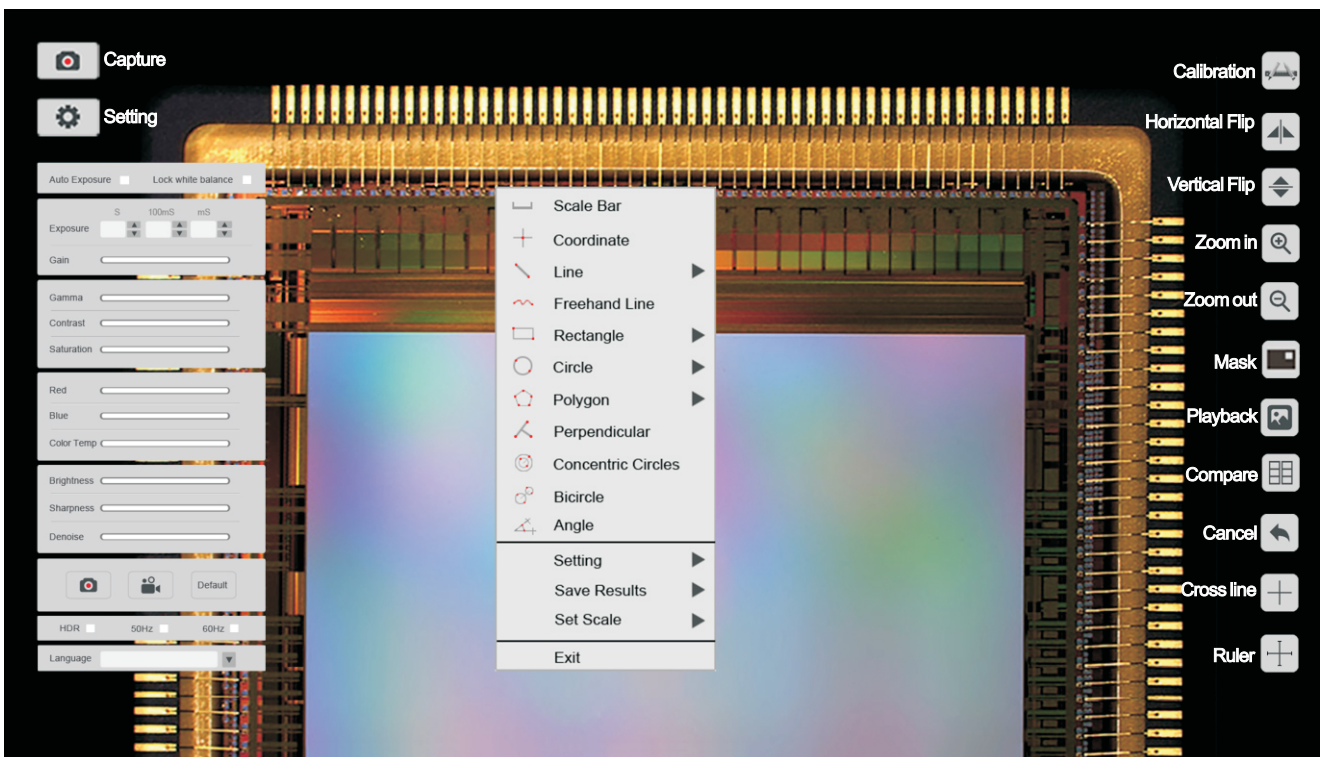 Capture
Setting
Auto Exposure Lock white balance
S 100mS mS
Exposure
Gain
Gamma
Contrast
Saturation
Red
Blue
Color Temp
Brightness
Sharpness
Denoise
Default
HDR 50Hz 60Hz
Language
Scale Bar
Coordinate
Line
Freehand Line
Rectangle
Circle
Polygon
Perpendicular
Concentric Circles
Bicircle
Angle
Setting
Save Results
Set Scale
Exit
Calibration
Horizontal Flip
Vertical Flip
Zoom in
Zoom out
Mask
Playback
Compare
Cancel
Cross line
Ruler